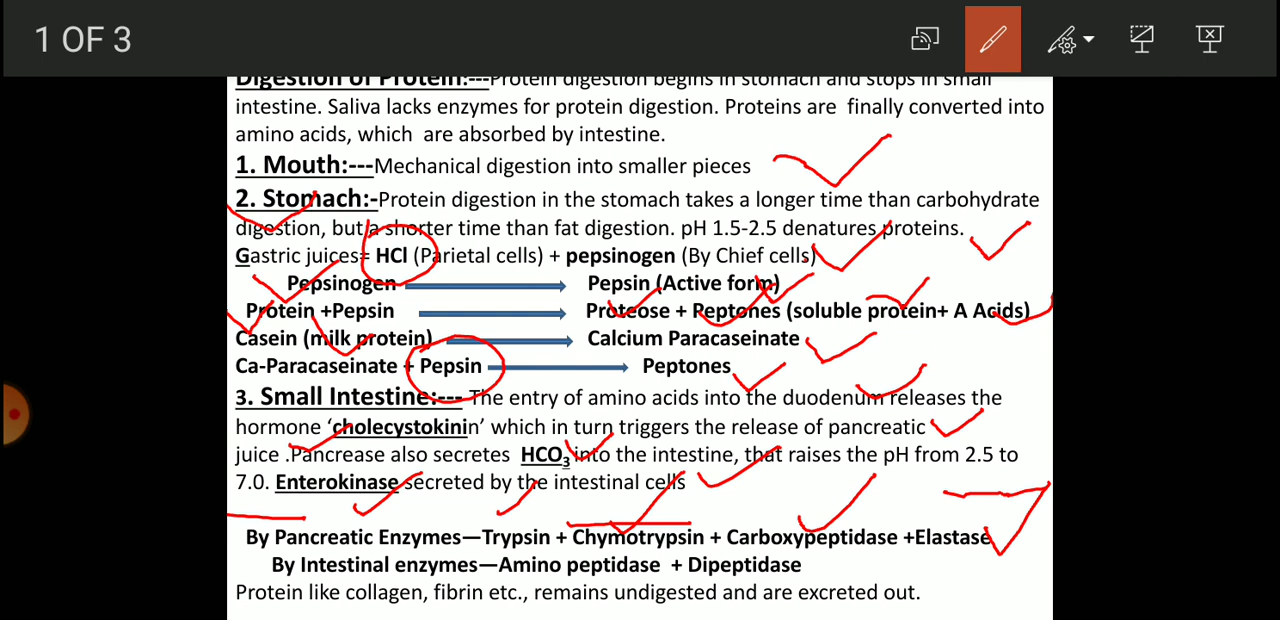 1 OF 3
Digestion of Protein:---Protein digestion begins in stomach and stops in small
intestine. Saliva lacks enzymes for protein digestion. Proteins are finally converted into
amino acids, which are absorbed by intestine.
1. Mouth:---Mechanical digestion into smaller pieces
2. Stomach:-Protein digestion in the stomach takes a longer time than carbohydrate
digestion, but a shorter time than fat digestion. pH 1.5-2.5 denatures proteins.
Gastric juices= HCl (Parietal cells) + pepsinogen (By Chief cells)
Pepsinogen Pepsin (Active form)
Protein +Pepsin Proteose + Peptones (soluble protein+ A Acids)
Casein (milk protein) Calcium Paracaseinate
Ca-Paracaseinate + Pepsin Peptones
3. Small Intestine:--- The entry of amino acids into the duodenum releases the
hormone ‘cholecystokinin’ which in turn triggers the release of pancreatic
juice .Pancrease also secretes HCO3 into the intestine, that raises the pH from 2.5 to
7.0. Enterokinase secreted by the intestinal cells
By Pancreatic Enzymes—Trypsin + Chymotrypsin + Carboxypeptidase +Elastase
By Intestinal enzymes—Amino peptidase + Dipeptidase
Protein like collagen, fibrin etc., remains undigested and are excreted out.